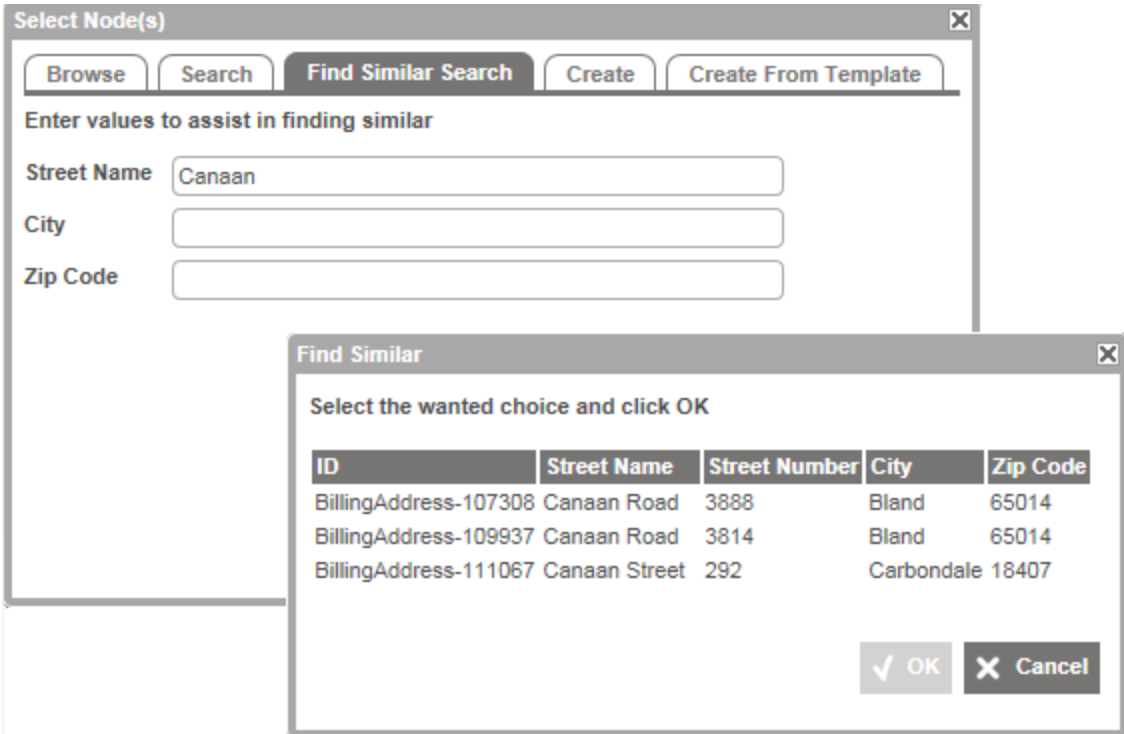 Select Node(s)
Browse Search Find Similar Search Create Create From Template
Enter values to assist in finding similar
Street Name Canaan
City
Zip Code
Find Similar
Select the wanted choice and click OK
ID Street Name Street Number City Zip Code
BillingAddress-107308 Canaan Road 3888 Bland 65014
BillingAddress-109937 Canaan Road 3814 Bland 65014
BillingAddress-111067 Canaan Street 292 Carbondale 18407
OK Cancel